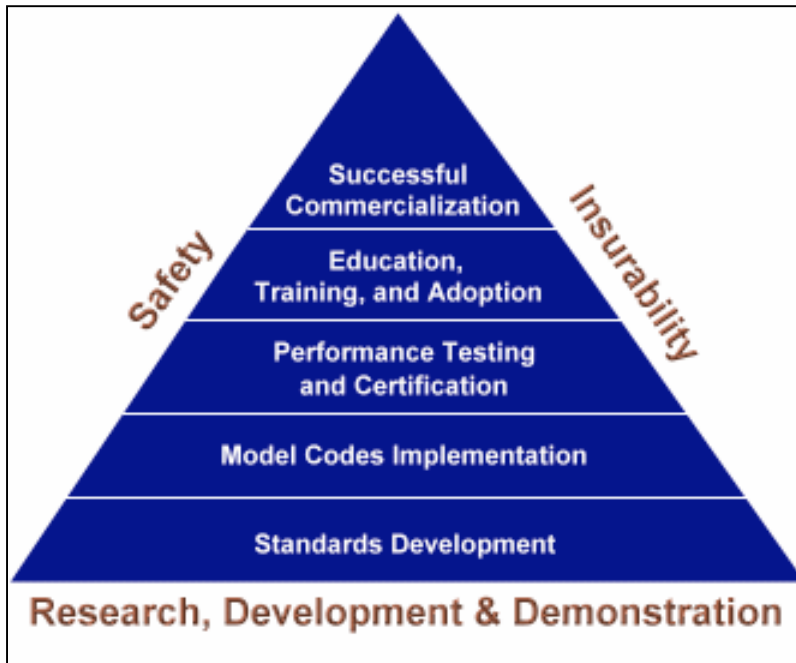 Successful
Commercialization
Safety
Insurability
Education,
Training, and Adoption
Performance Testing
and Certification
Model Codes Implementation
Standards Development
Research, Development & Demonstration